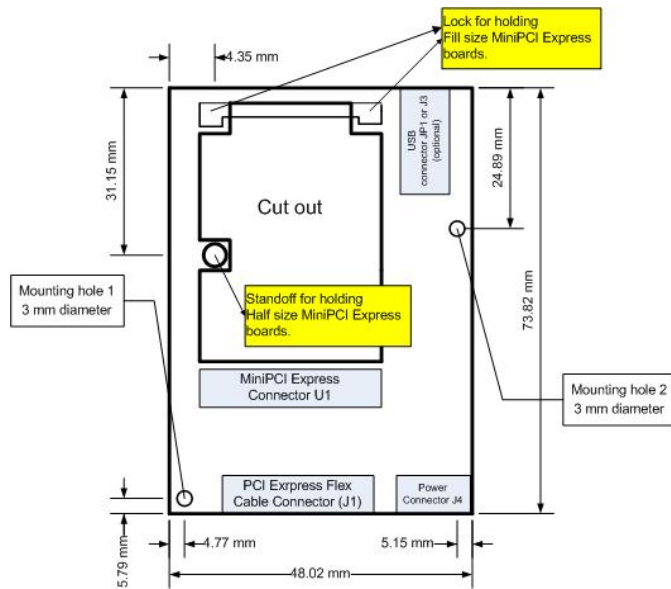 Lock for holding
Fill size MiniPCI Express
boards.
4.35 mm
31.15 mm
USB
connector JP1 or J3
(optional)
24.89 mm
Cut out
Mounting hole 1
3 mm diameter
Standoff for holding
Half size MiniPCI Express
boards.
73.82 mm
MiniPCI Express
Connector U1
Mounting hole 2
3 mm diameter
PCI Exrpress Flex
Cable Connector (J1)
Power
Connector J4
5.79 mm
4.77 mm
5.15 mm
48.02 mm